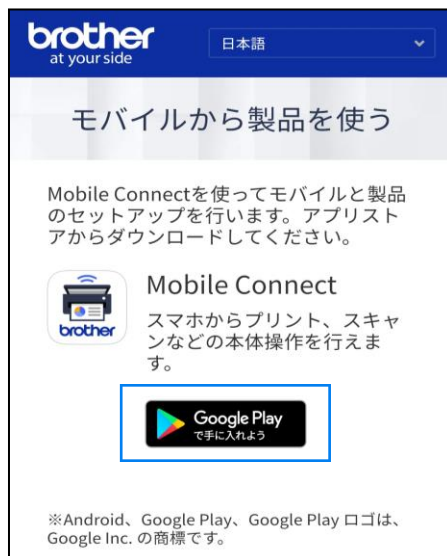 brother
at your side
日本語
モバイルから製品を使う
Mobile Connectを使ってモバイルと製品
のセットアップを行います。アプリスト
アからダウンロードしてください。
brother
Mobile Connect
スマホからプリント、スキャ
ンなどの本体操作を行えま
す。
Google Play
で手に入れよう
※Android、Google Play、Google Play ロゴは、
Google Inc. の商標です。